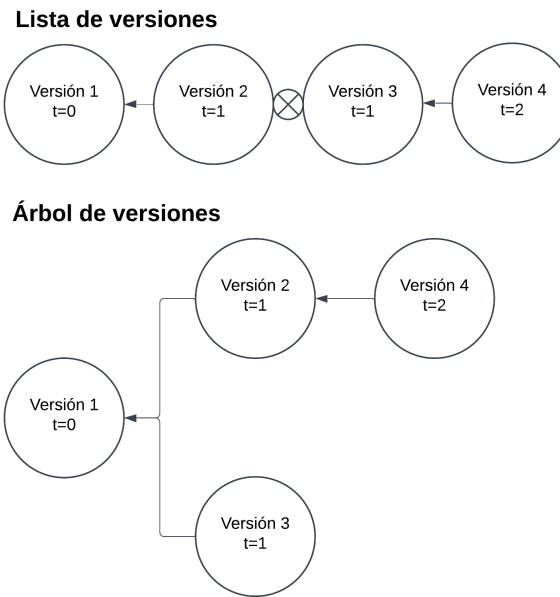 Lista de versiones
Versión 1
t=0
Versión 2
t=1
Versión 3
t=1
Versión 4
t=2
Árbol de versiones
Versión 2
t=1
Versión 4
t=2
Versión 1
t=0
Versión 3
t=1